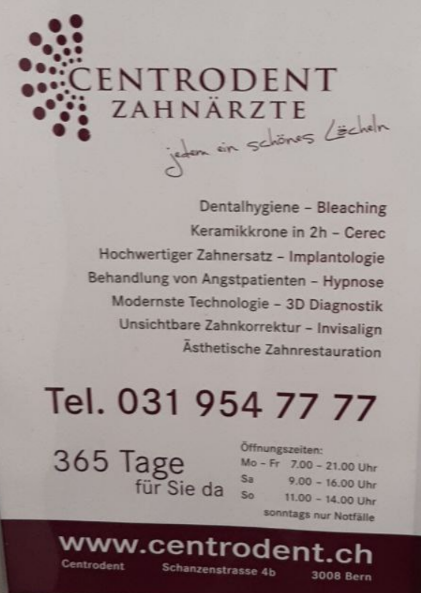 CENTRODENT
ZAHNÄRZTE
jedem ein schönes Lächeln
Dentalhygiene – Bleaching
Keramikkrone in 2h – Cerec
Hochwertiger Zahnersatz – Implantologie
Behandlung von Angstpatienten – Hypnose
Modernste Technologie – 3D Diagnostik
Unsichtbare Zahnkorrektur – Invisalign
Ästhetische Zahnrestauration
Tel. 031 954 77 77
365 Tage
für Sie da
Öffnungszeiten:
Mo – Fr 7.00 – 21.00 Uhr
Sa 9.00 – 16.00 Uhr
So 11.00 – 14.00 Uhr
sonntags nur Notfälle
www.centrodent.ch
Centrodent Schanzenstrasse 4b 3008 Bern